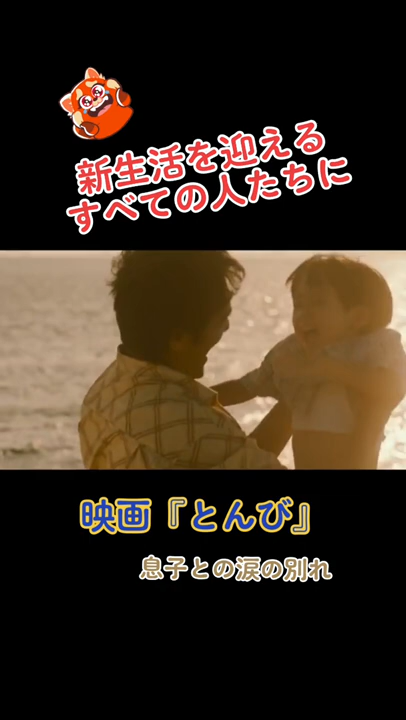 新生活を迎える
すべての人たちに
映画『とんび』
息子との涙の別れ